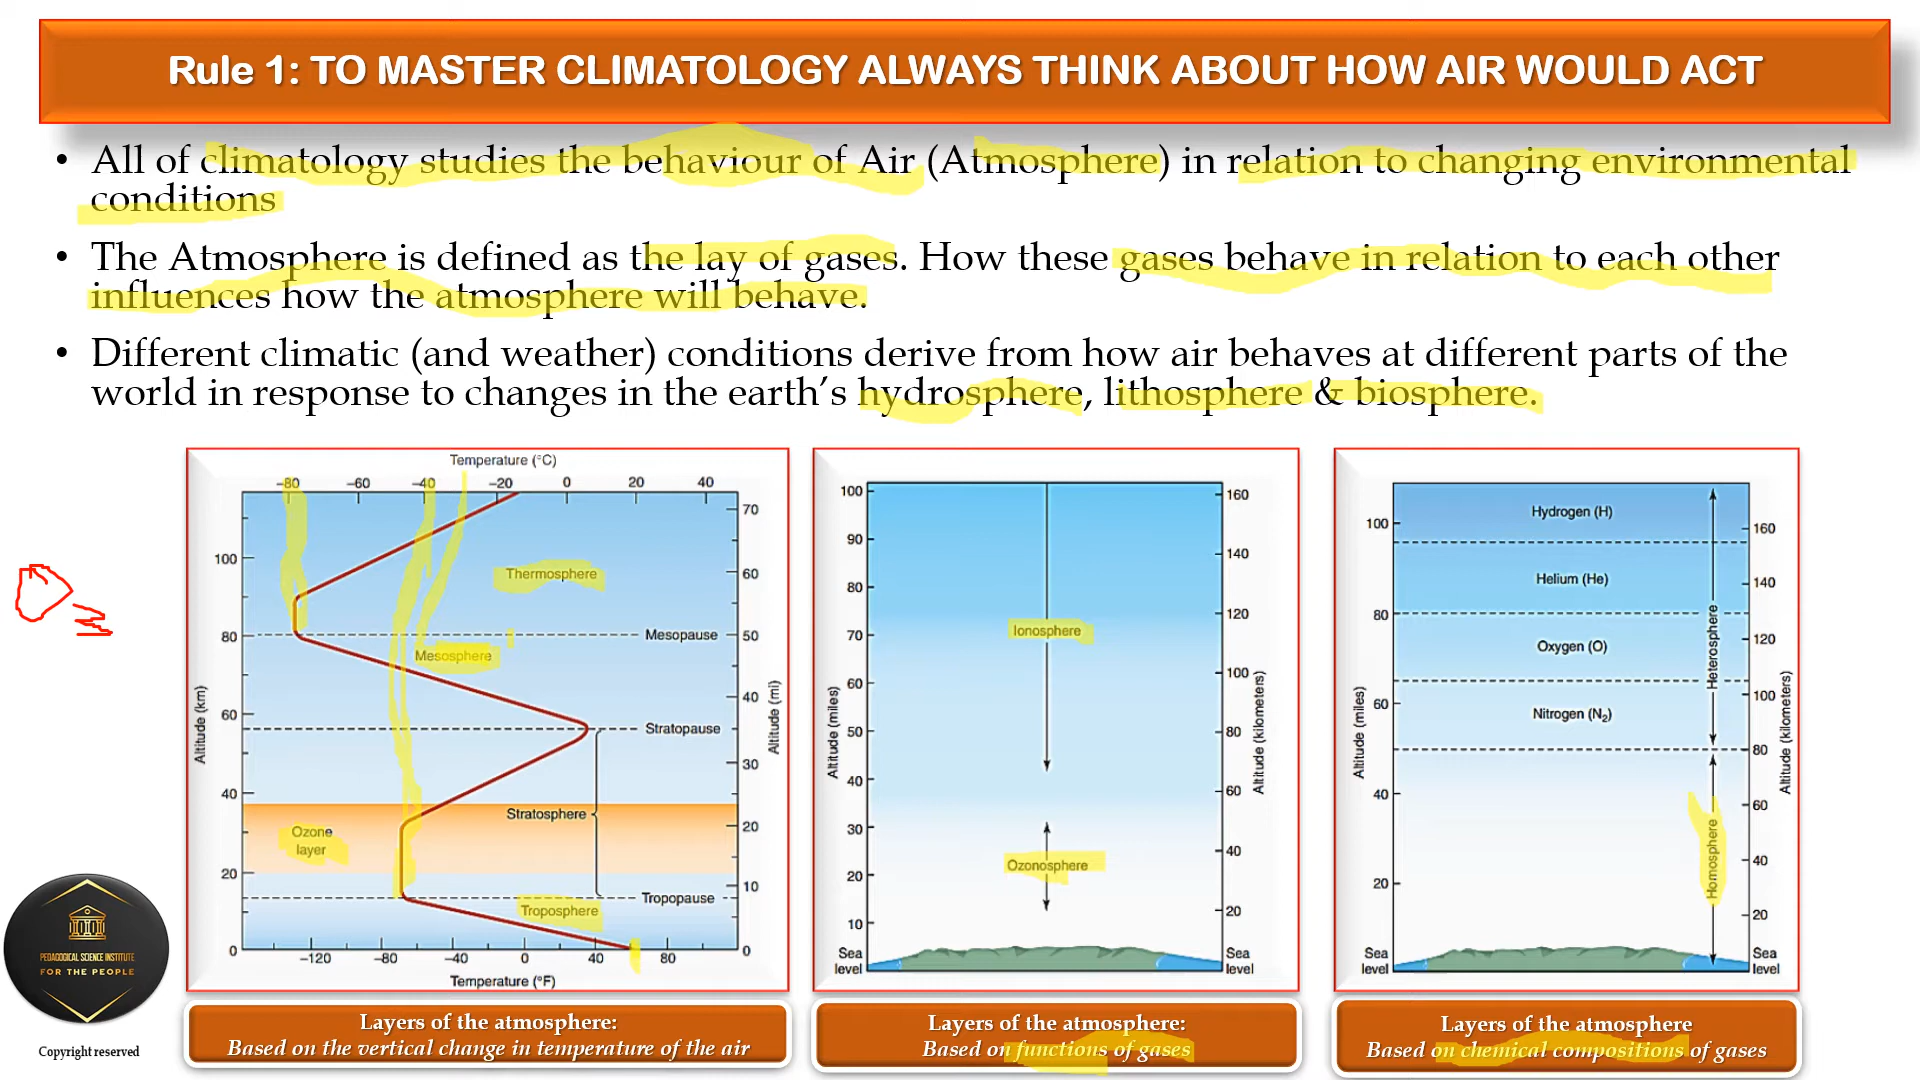 Rule 1: TO MASTER CLIMATOLOGY ALWAYS THINK ABOUT HOW AIR WOULD ACT
• All of climatology studies the behaviour of Air (Atmosphere) in relation to changing environmental
conditions
• The Atmosphere is defined as the lay of gases. How these gases behave in relation to each other
influences how the atmosphere will behave.
• Different climatic (and weather) conditions derive from how air behaves at different parts of the
world in response to changes in the earth's hydrosphere, lithosphere & biosphere.
Temperature (°C)
-80 -60 -40 -20 0 20 40
70
100
60
Thermosphere
80
Mesopause
50
Mesosphere
40
60
Stratopause
30
40
Stratosphere
20
Ozone
layer
20
10
Tropopause
Troposphere
0
0
-120 -80 -40 0 40 80
Temperature (°F)
Altitude (km)
Altitude (mi)
100
160
90
140
80
120
70
Ionosphere
100
60
80
50
40
60
30
40
Ozonosphere
20
20
10
Sea
level
Sea
level
Altitude (miles)
Altitude (kilometers)
Hydrogen (H)
100
160
Helium (He)
140
80
120
Oxygen (O)
100
60
Nitrogen (N2)
80
40
60
40
20
20
Sea
level
Sea
level
Heterosphere
Homosphere
Altitude (miles)
Altitude (kilometers)
PEDAGOGICAL SCIENCE INSTITUTE
FOR THE PEOPLE
Copyright reserved
Layers of the atmosphere:
Based on the vertical change in temperature of the air
Layers of the atmosphere:
Based on functions of gases
Layers of the atmosphere
Based on chemical compositions of gases